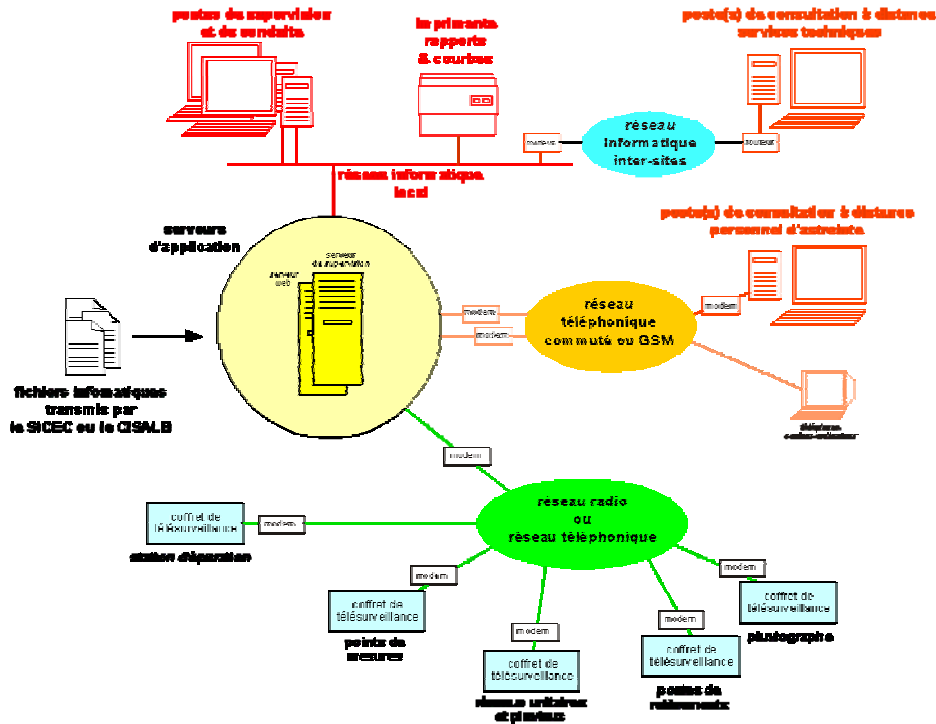 postes de supervision
et de conduite
imprimante
rapports
& courbes
poste(s) de consultation à distance
services techniques
réseau
informatique
inter-sites
routeur
routeur
réseau informatique
local
serveurs
d'application
serveur
de supervision
serveur
web
poste(s) de consultation à distance
personnel d'astreinte
modem
modem
réseau
téléphonique
commuté ou GSM
modem
fichiers informatiques
transmis par
le SICEC ou le CISALB
modem
réseau radio
ou
réseau téléphonique
coffret de
télésurveillance
modem
station d'épuration
modem
coffret de
télésurveillance
points de
mesures
modem
coffret de
télésurveillance
réseaux unitaires
et pluviaux
modem
coffret de
télésurveillance
postes de
relèvements
modem
coffret de
télésurveillance
pluviographe